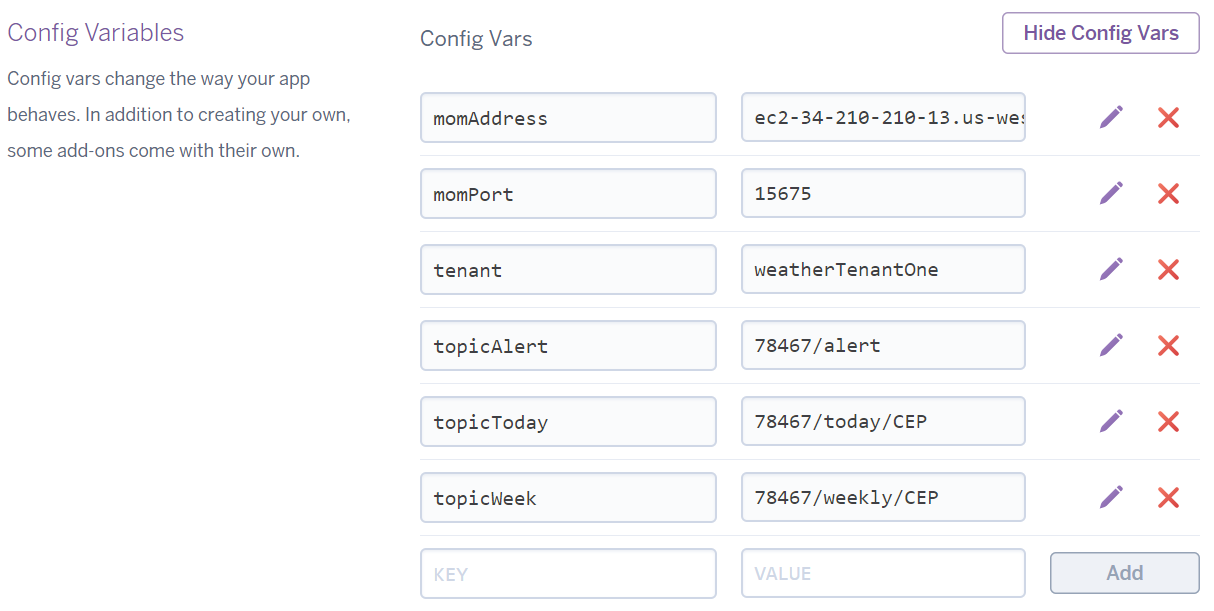 Config Variables
Config vars change the way your app
behaves. In addition to creating your own,
some add-ons come with their own.
Config Vars
Hide Config Vars
momAddress
ec2-34-210-210-13.us-wes
momPort
15675
tenant
weatherTenantOne
topicAlert
78467/alert
topicToday
78467/today/CEP
topicWeek
78467/weekly/CEP
KEY
VALUE
Add